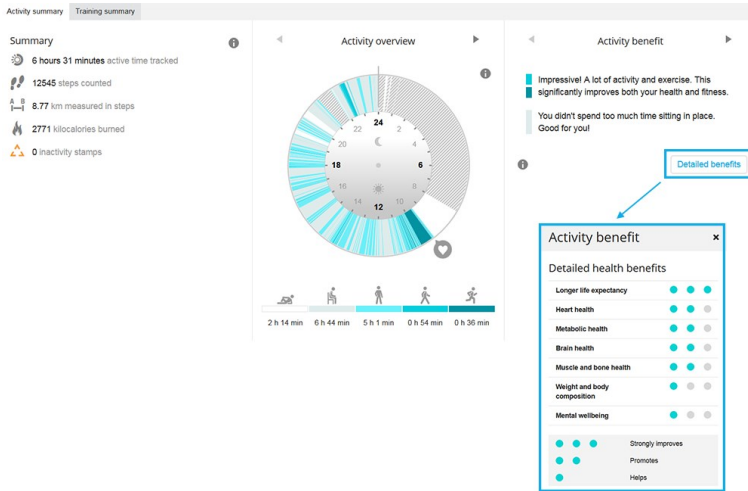 Activity summary
Training summary
Summary
6 hours 31 minutes active time tracked
12545 steps counted
A B
8.77 km measured in steps
2771 kilocalories burned
0 inactivity stamps
Activity overview
24
22 2
20 4
18 6
16 8
14 10
12
2 h 14 min 6 h 44 min 5 h 1 min 0 h 54 min 0 h 36 min
Activity benefit
Impressive! A lot of activity and exercise. This
significantly improves both your health and fitness.
You didn't spend too much time sitting in place.
Good for you!
Detailed benefits
Activity benefit
×
Detailed health benefits
Longer life expectancy
Heart health
Metabolic health
Brain health
Muscle and bone health
Weight and body
composition
Mental wellbeing
Strongly improves
Promotes
Helps